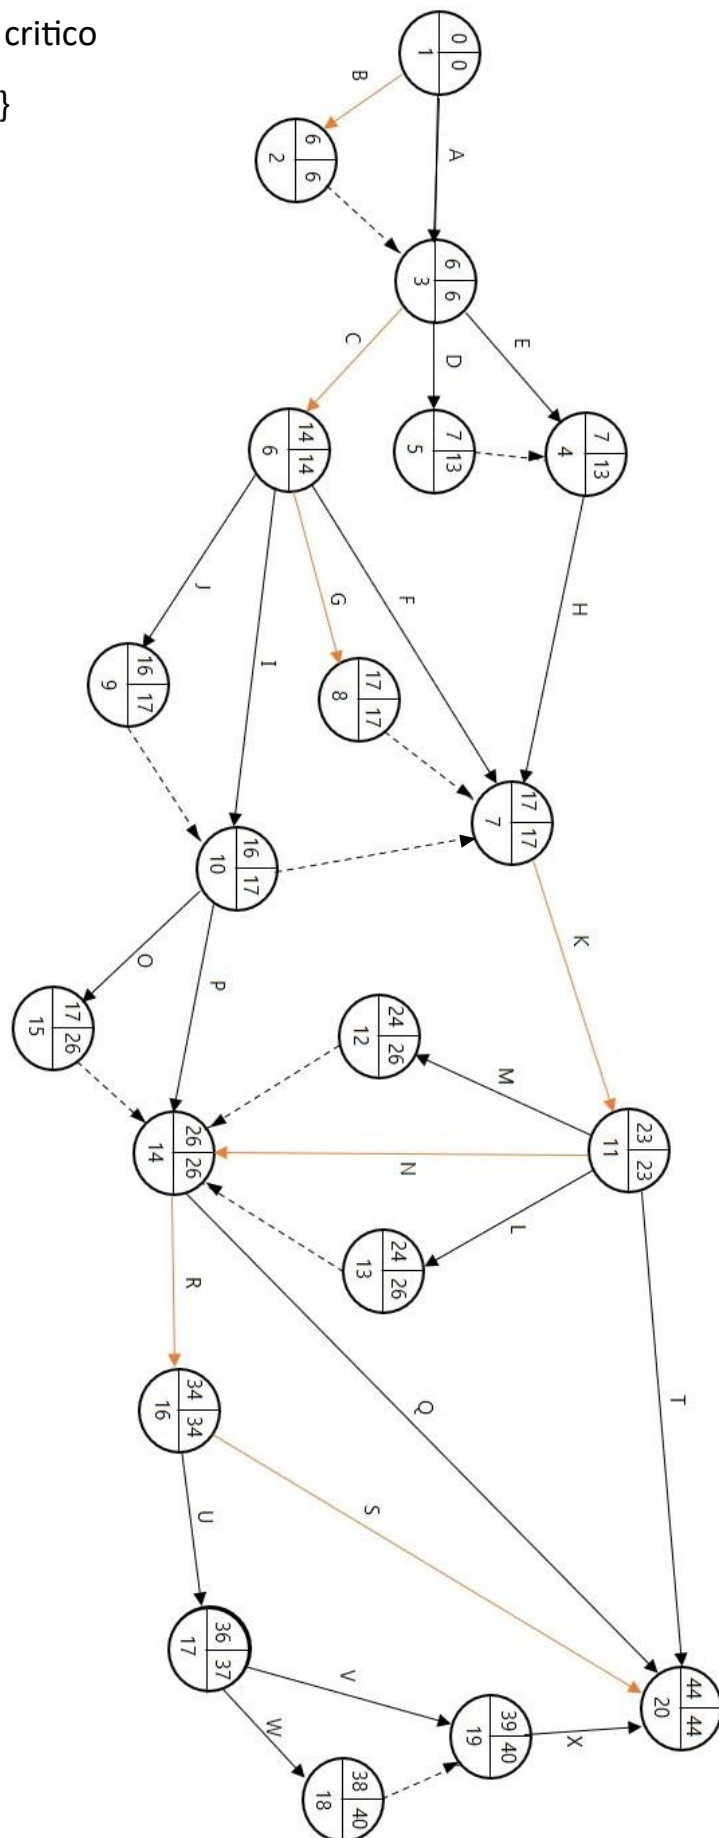 critico
}
0 0
1
B
A
6 6
2
6 6
3
C
D
E
14 14
6
7 13
5
7 13
4
J
I
G
F
H
16 17
9
17 17
8
17 17
7
16 17
10
O
P
K
17 26
15
24 26
12
M
23 23
11
26 26
14
N
L
24 26
13
R
Q
T
34 34
16
U
S
36 37
17
V
W
39 40
19
X
44 44
20
38 40
18